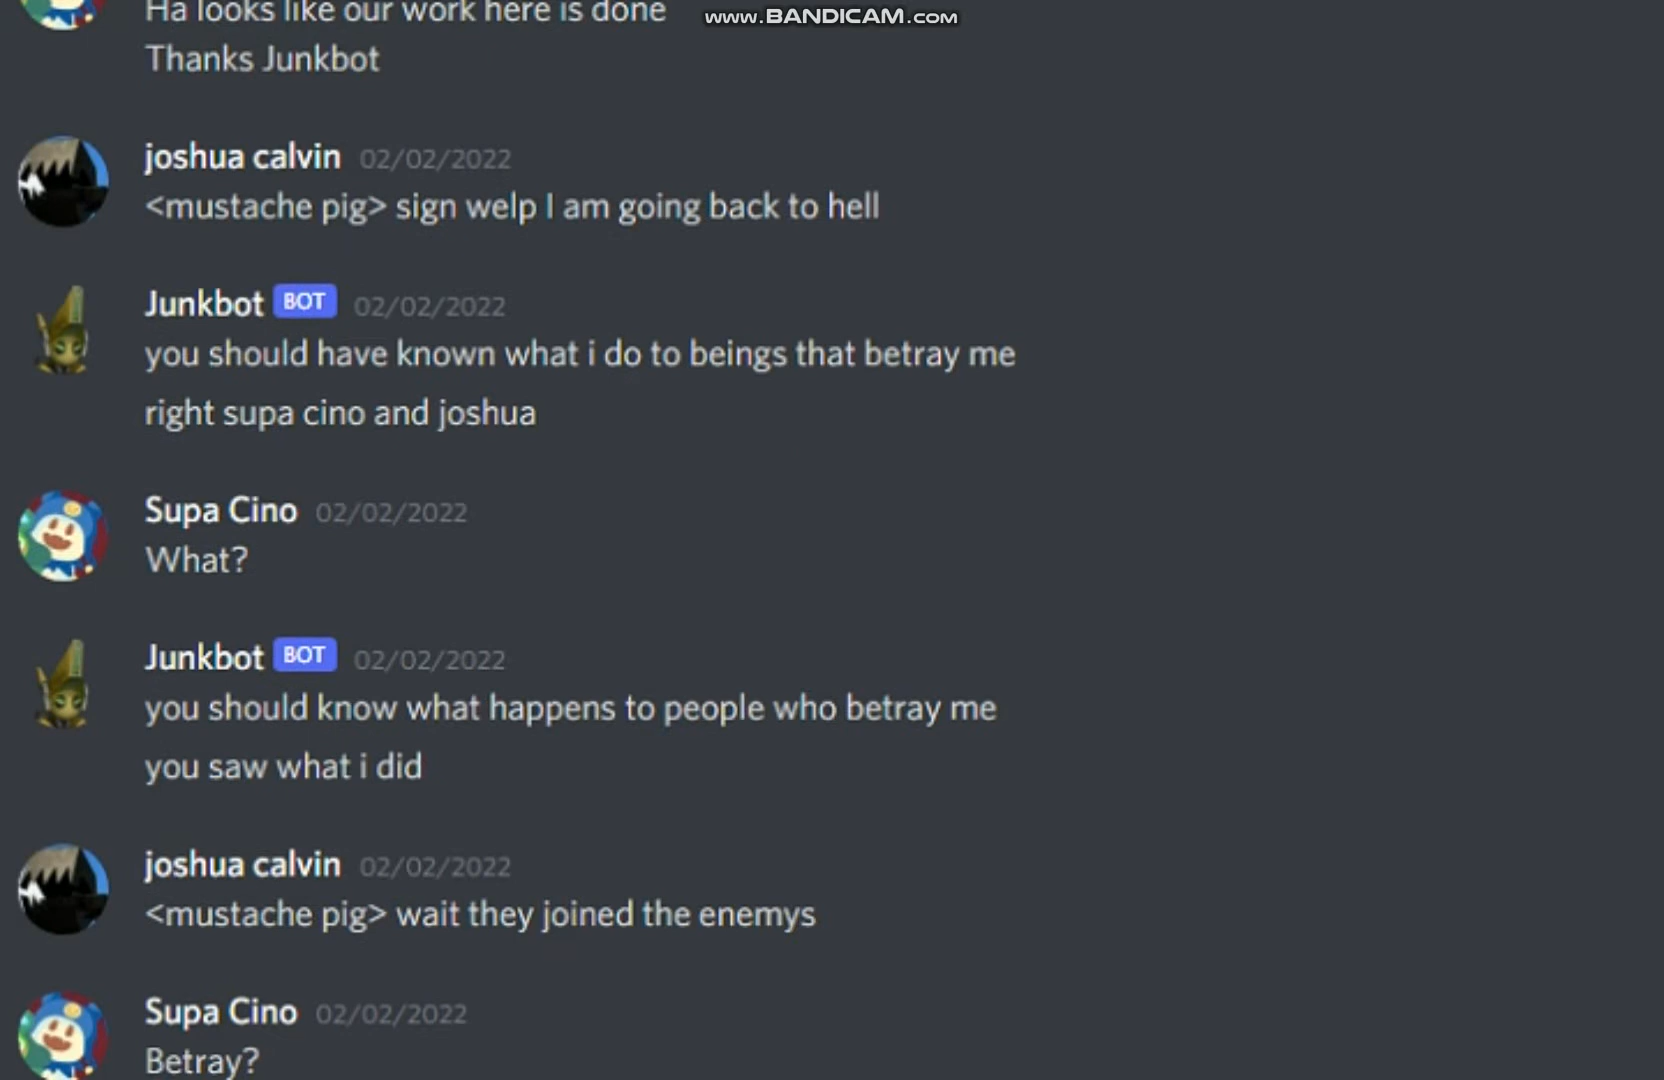 Ha looks like our work here is done
www.BANDICAM.com
Thanks Junkbot
joshua calvin 02/02/2022
<mustache pig> sign welp I am going back to hell
Junkbot BOT 02/02/2022
you should have known what i do to beings that betray me
right supa cino and joshua
Supa Cino 02/02/2022
What?
Junkbot BOT 02/02/2022
you should know what happens to people who betray me
you saw what i did
joshua calvin 02/02/2022
<mustache pig> wait they joined the enemys
Supa Cino 02/02/2022
Betray?